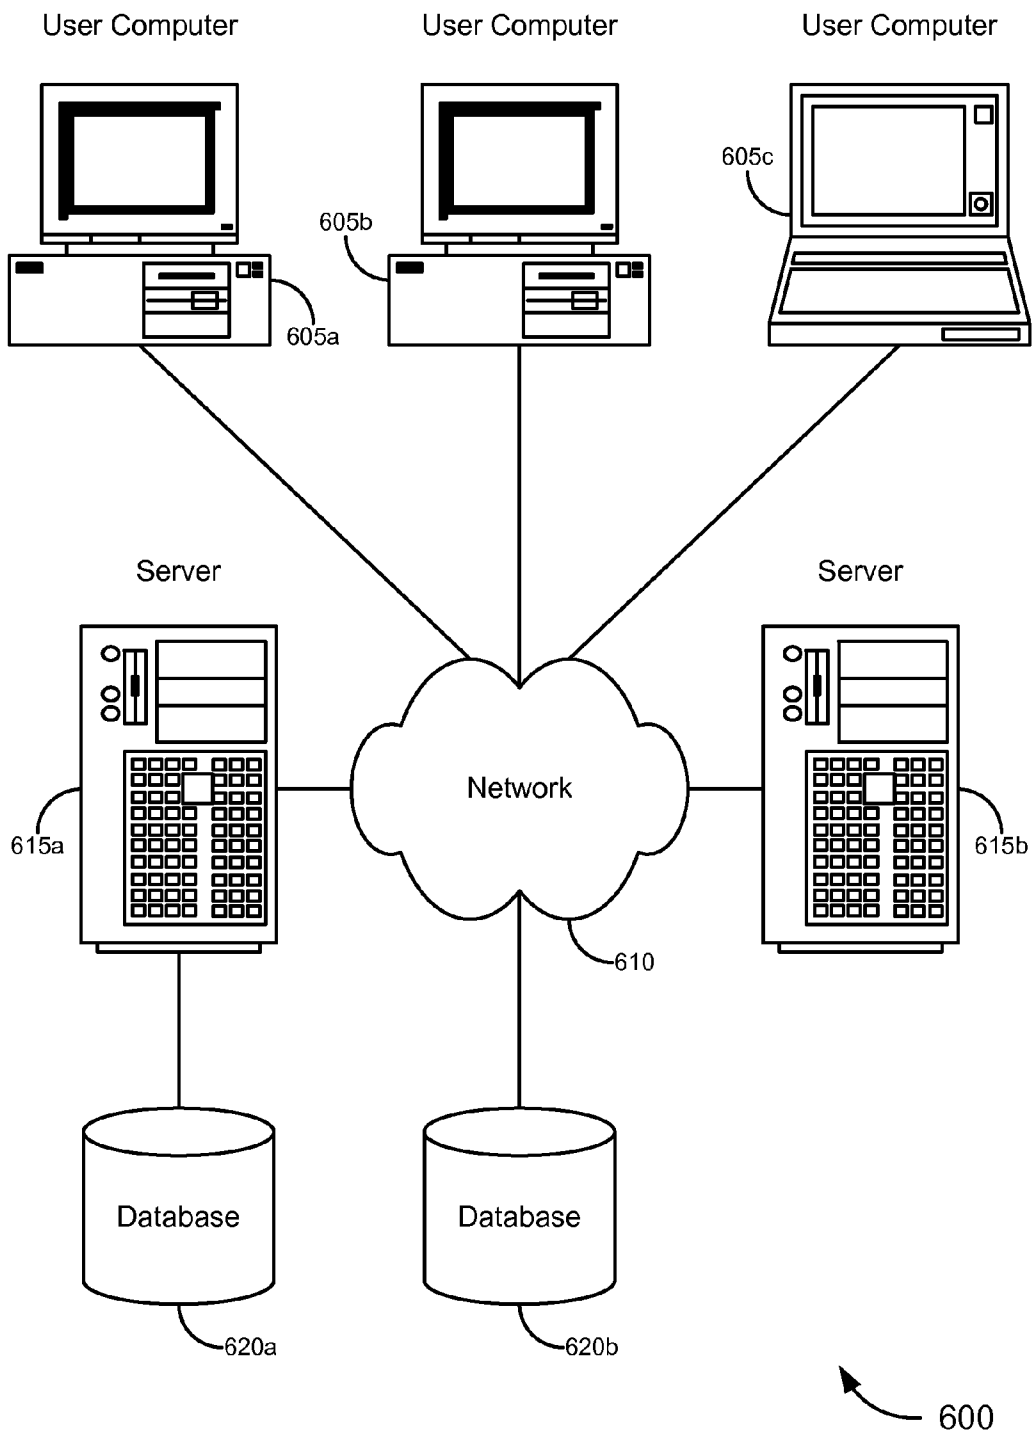 User Computer
User Computer
User Computer
605c
605b
605a
Server
Server
Network
615a
615b
610
Database
Database
620a
620b
600